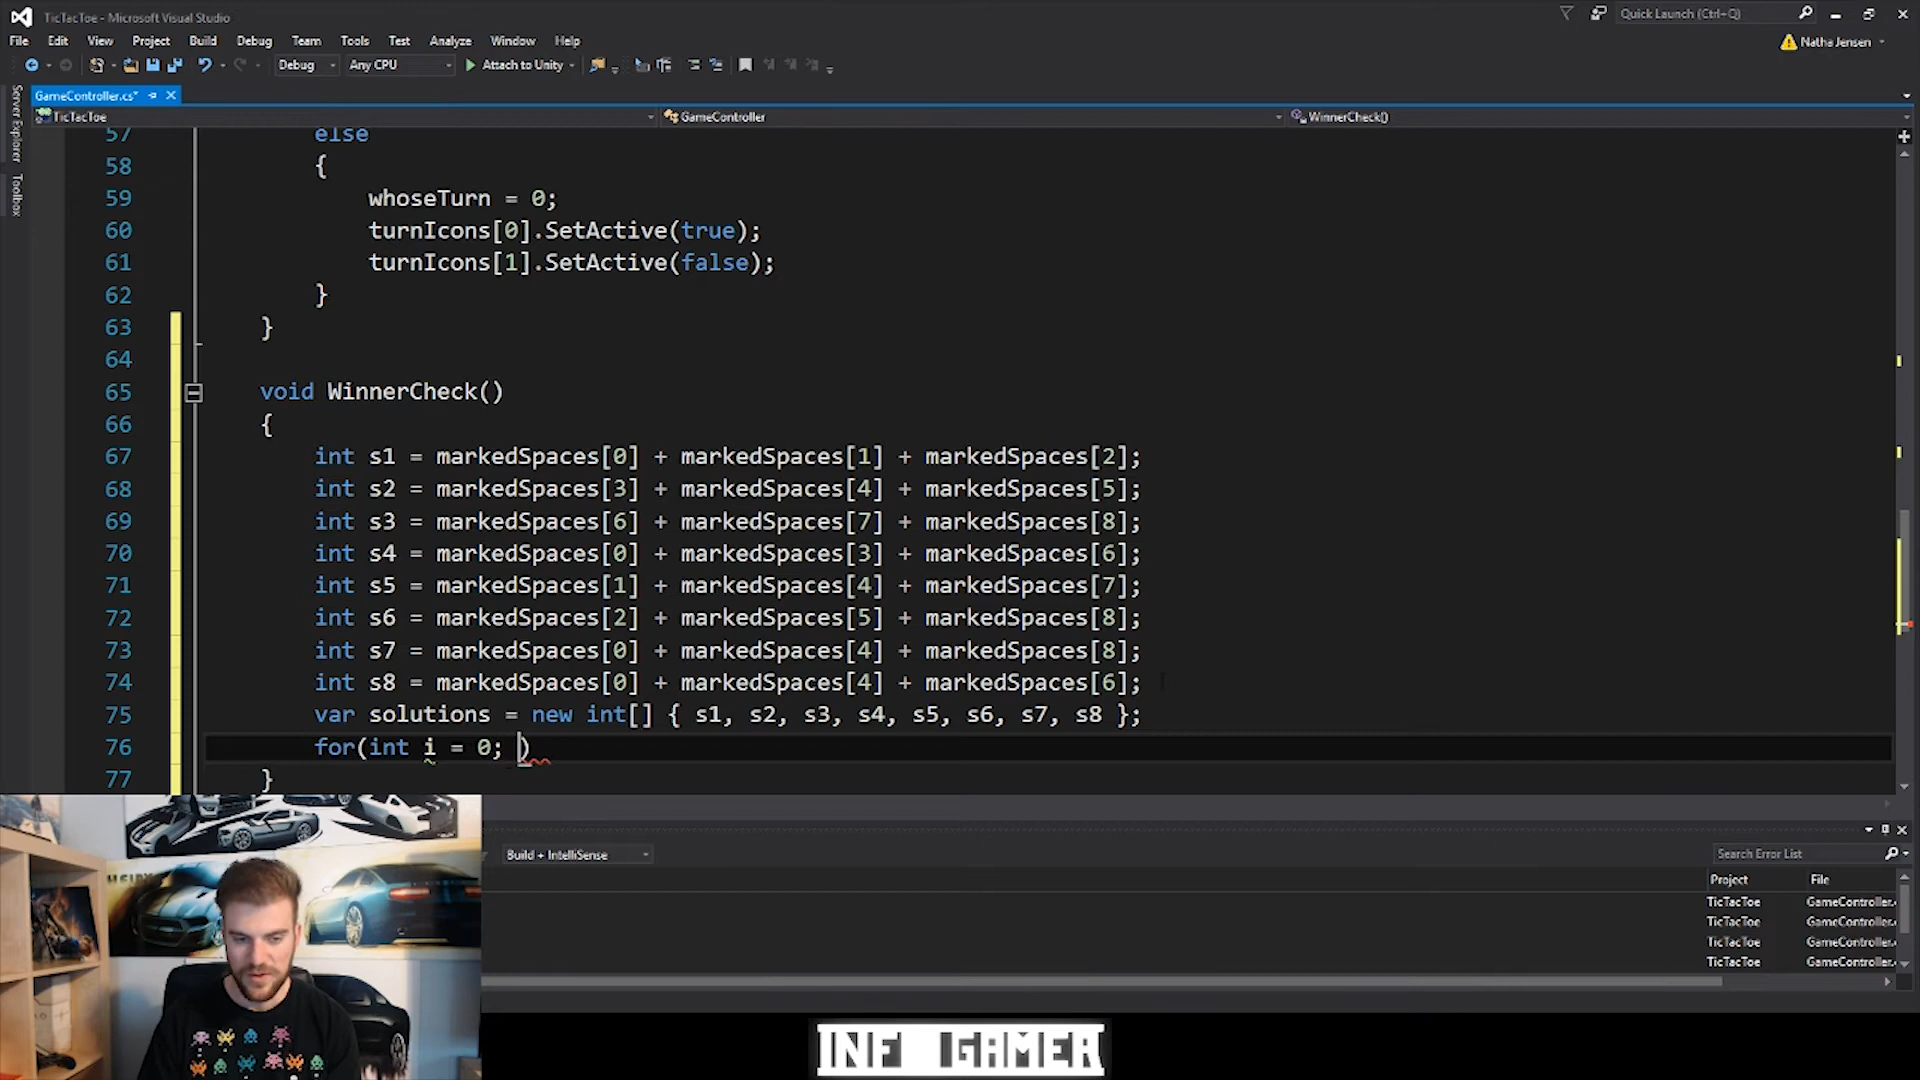 TicTacToe - Microsoft Visual Studio
Quick Launch (Ctrl+Q)
File Edit View Project Build Debug Team Tools Test Analyze Window Help
Natha Jensen
Debug Any CPU Attach to Unity
Server Explorer
Toolbox
GameController.cs*
TicTacToe GameController WinnerCheck()
57 else
58 {
59 whoseTurn = 0;
60 turnIcons[0].SetActive(true);
61 turnIcons[1].SetActive(false);
62 }
63 }
64
65 void WinnerCheck()
66 {
67 int s1 = markedSpaces[0] + markedSpaces[1] + markedSpaces[2];
68 int s2 = markedSpaces[3] + markedSpaces[4] + markedSpaces[5];
69 int s3 = markedSpaces[6] + markedSpaces[7] + markedSpaces[8];
70 int s4 = markedSpaces[0] + markedSpaces[3] + markedSpaces[6];
71 int s5 = markedSpaces[1] + markedSpaces[4] + markedSpaces[7];
72 int s6 = markedSpaces[2] + markedSpaces[5] + markedSpaces[8];
73 int s7 = markedSpaces[0] + markedSpaces[4] + markedSpaces[8];
74 int s8 = markedSpaces[0] + markedSpaces[4] + markedSpaces[6];
75 var solutions = new int[] { s1, s2, s3, s4, s5, s6, s7, s8 };
76 for(int i = 0; )
77 }
Build + IntelliSense
Search Error List
Project File
TicTacToe GameController.
TicTacToe GameController.
TicTacToe GameController.
TicTacToe GameController.
INF GAMER